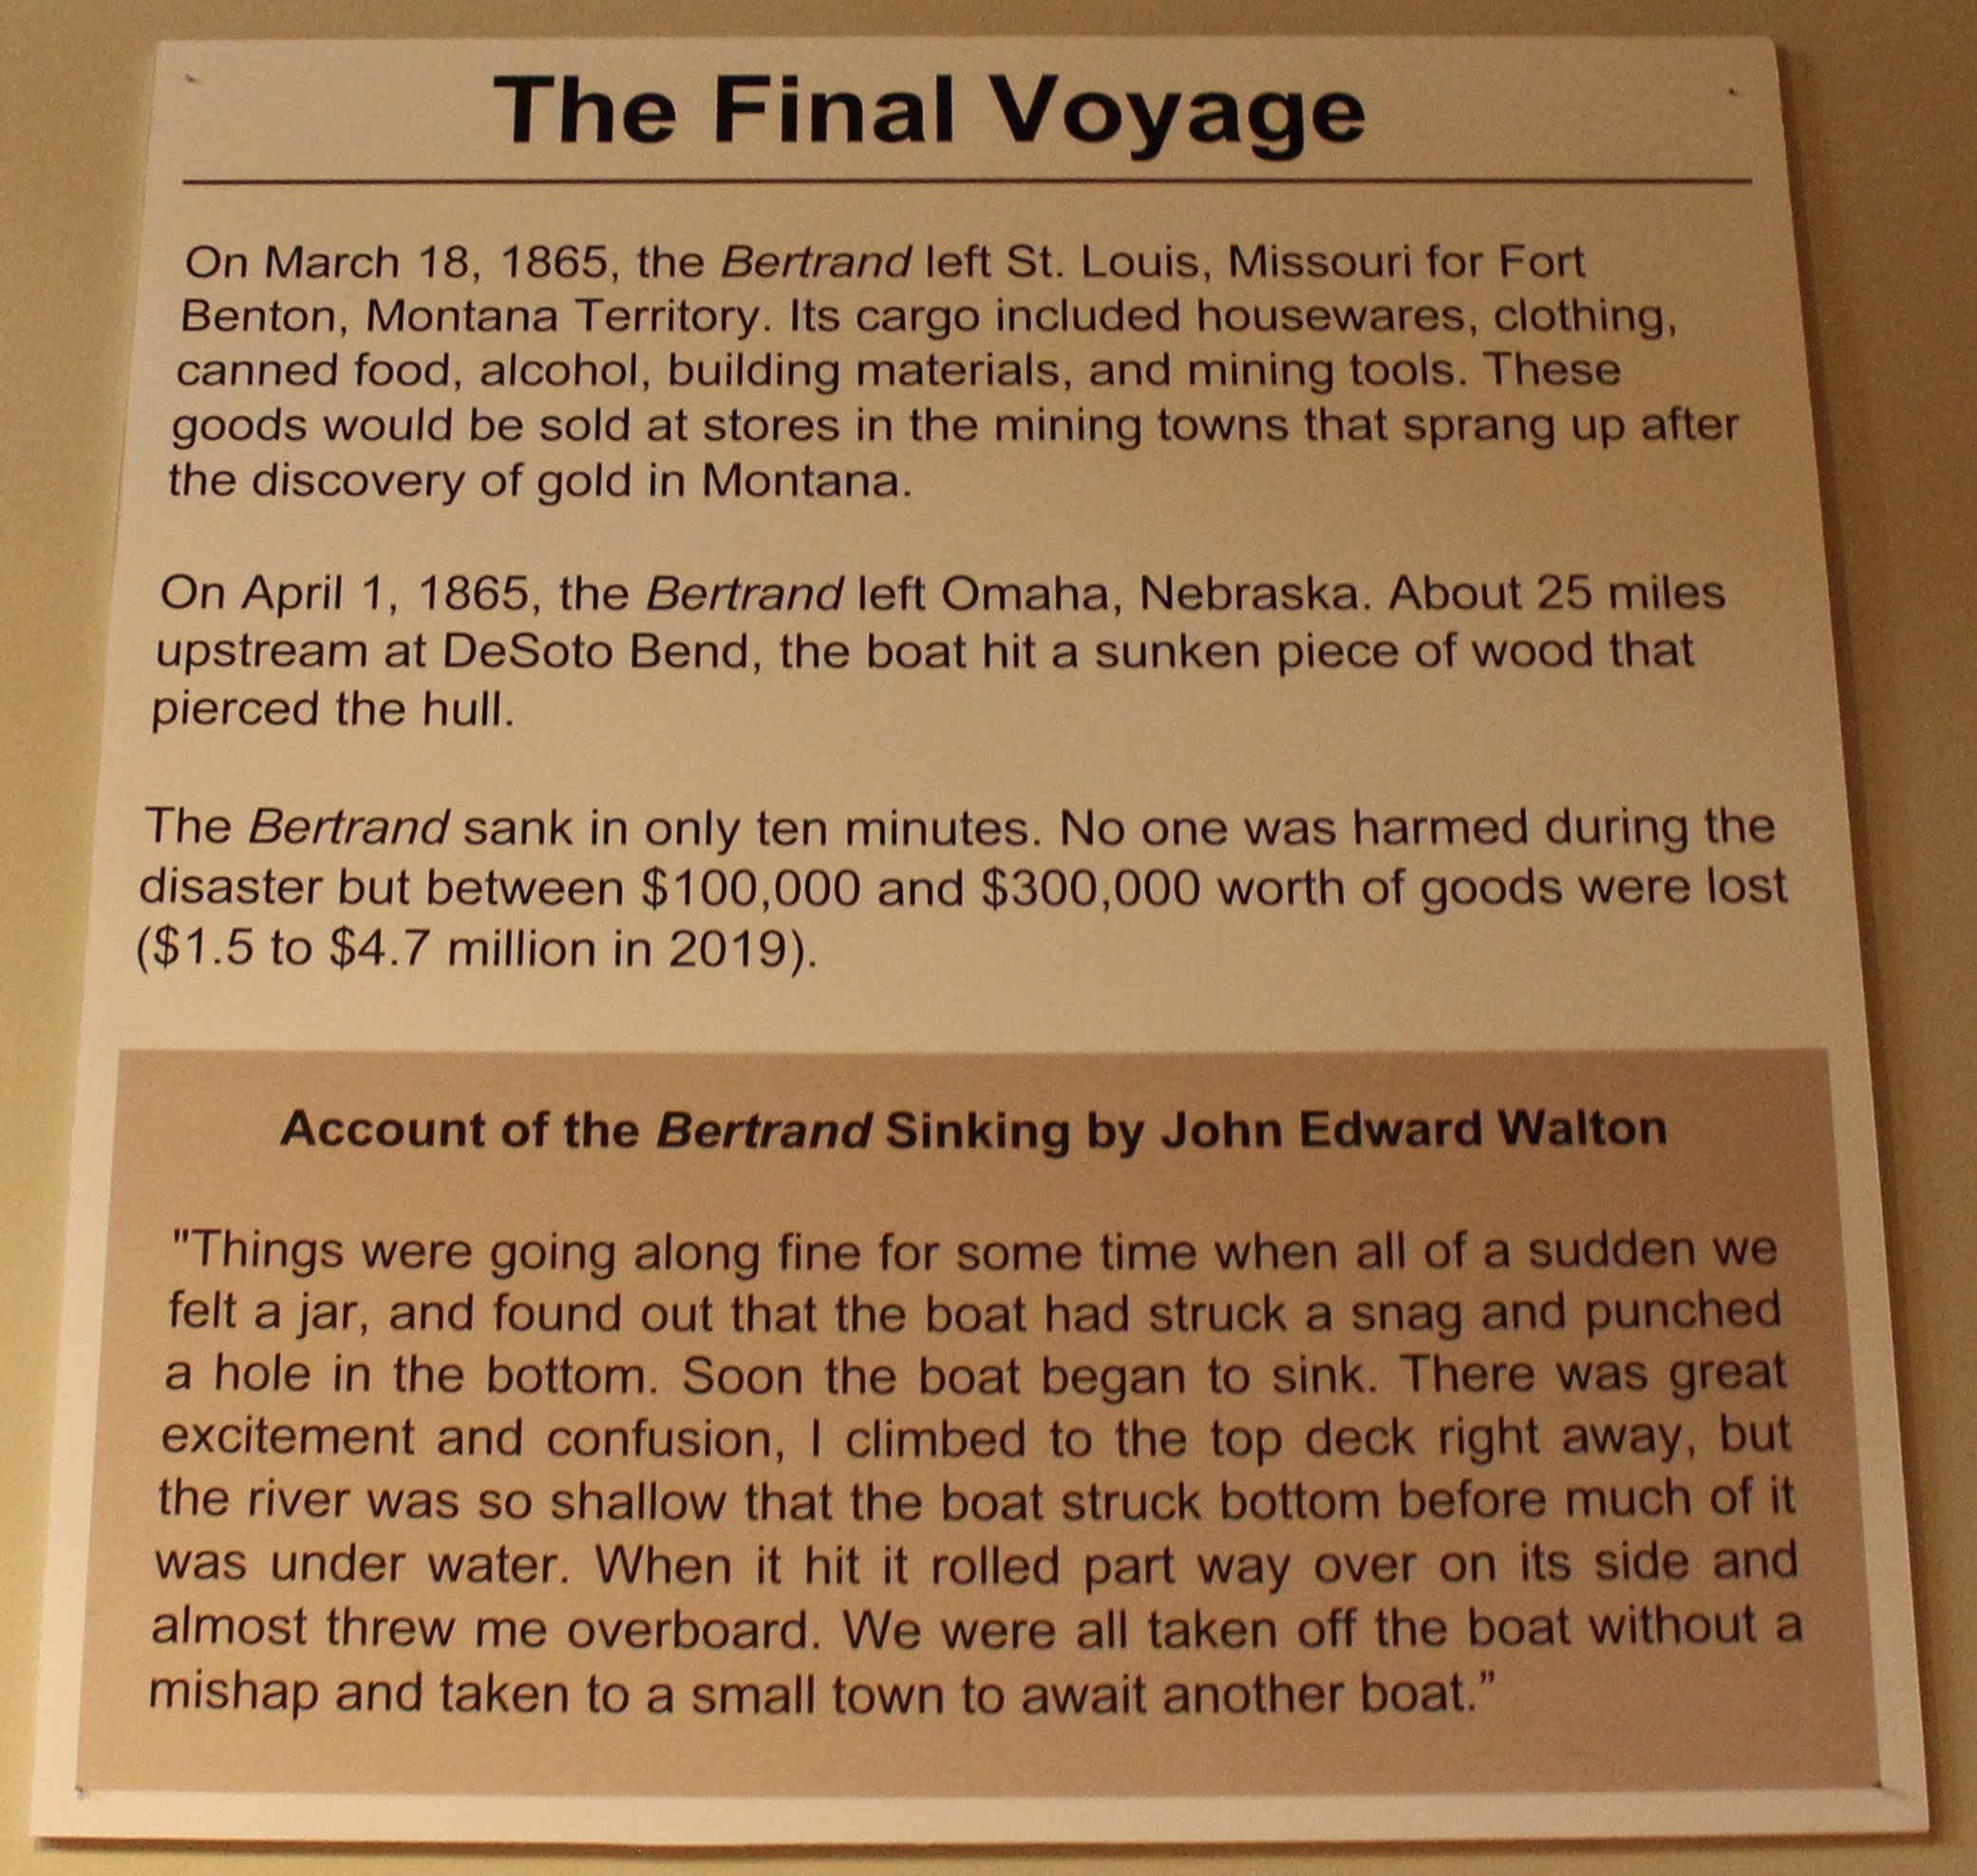 The Final Voyage
On March 18, 1865, the Bertrand left St. Louis, Missouri for Fort
Benton, Montana Territory. Its cargo included housewares, clothing,
canned food, alcohol, building materials, and mining tools. These
goods would be sold at stores in the mining towns that sprang up after
the discovery of gold in Montana.
On April 1, 1865, the Bertrand left Omaha, Nebraska. About 25 miles
upstream at DeSoto Bend, the boat hit a sunken piece of wood that
pierced the hull.
The Bertrand sank in only ten minutes. No one was harmed during the
disaster but between $100,000 and $300,000 worth of goods were lost
($1.5 to $4.7 million in 2019).
Account of the Bertrand Sinking by John Edward Walton
"Things were going along fine for some time when all of a sudden we
felt a jar, and found out that the boat had struck a snag and punched
a hole in the bottom. Soon the boat began to sink. There was great
excitement and confusion, I climbed to the top deck right away, but
the river was so shallow that the boat struck bottom before much of it
was under water. When it hit it rolled part way over on its side and
almost threw me overboard. We were all taken off the boat without a
mishap and taken to a small town to await another boat.”